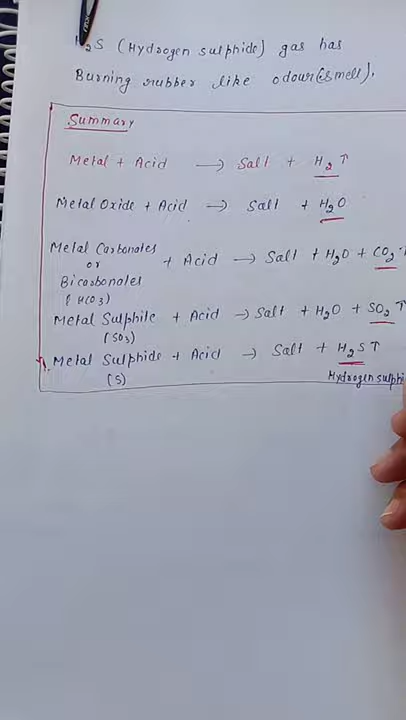 H₂S (Hydrogen sulphide) gas has
Burning rubber like odour (smell).
Summary
Metal + Acid → Salt + H₂ ↑
Metal Oxide + Acid → Salt + H₂O
Metal Carbonates or Bicarbonates (HCO₃) + Acid → Salt + H₂O + CO₂ ↑
Metal Sulphite + Acid → Salt + H₂O + SO₂ ↑
(SO₃)
Metal Sulphide + Acid → Salt + H₂S ↑
(S)
Hydrogen sulphi